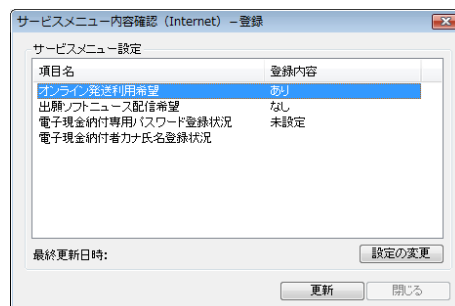 サービスメニュー内容確認（Internet）－登録
サービスメニュー設定
項目名 登録内容
オンライン発送利用希望 あり
出願ソフトニュース配信希望 なし
電子現金納付専用パスワード登録状況 未設定
電子現金納付者カナ氏名登録状況
最終更新日時: 設定の変更
更新 閉じる